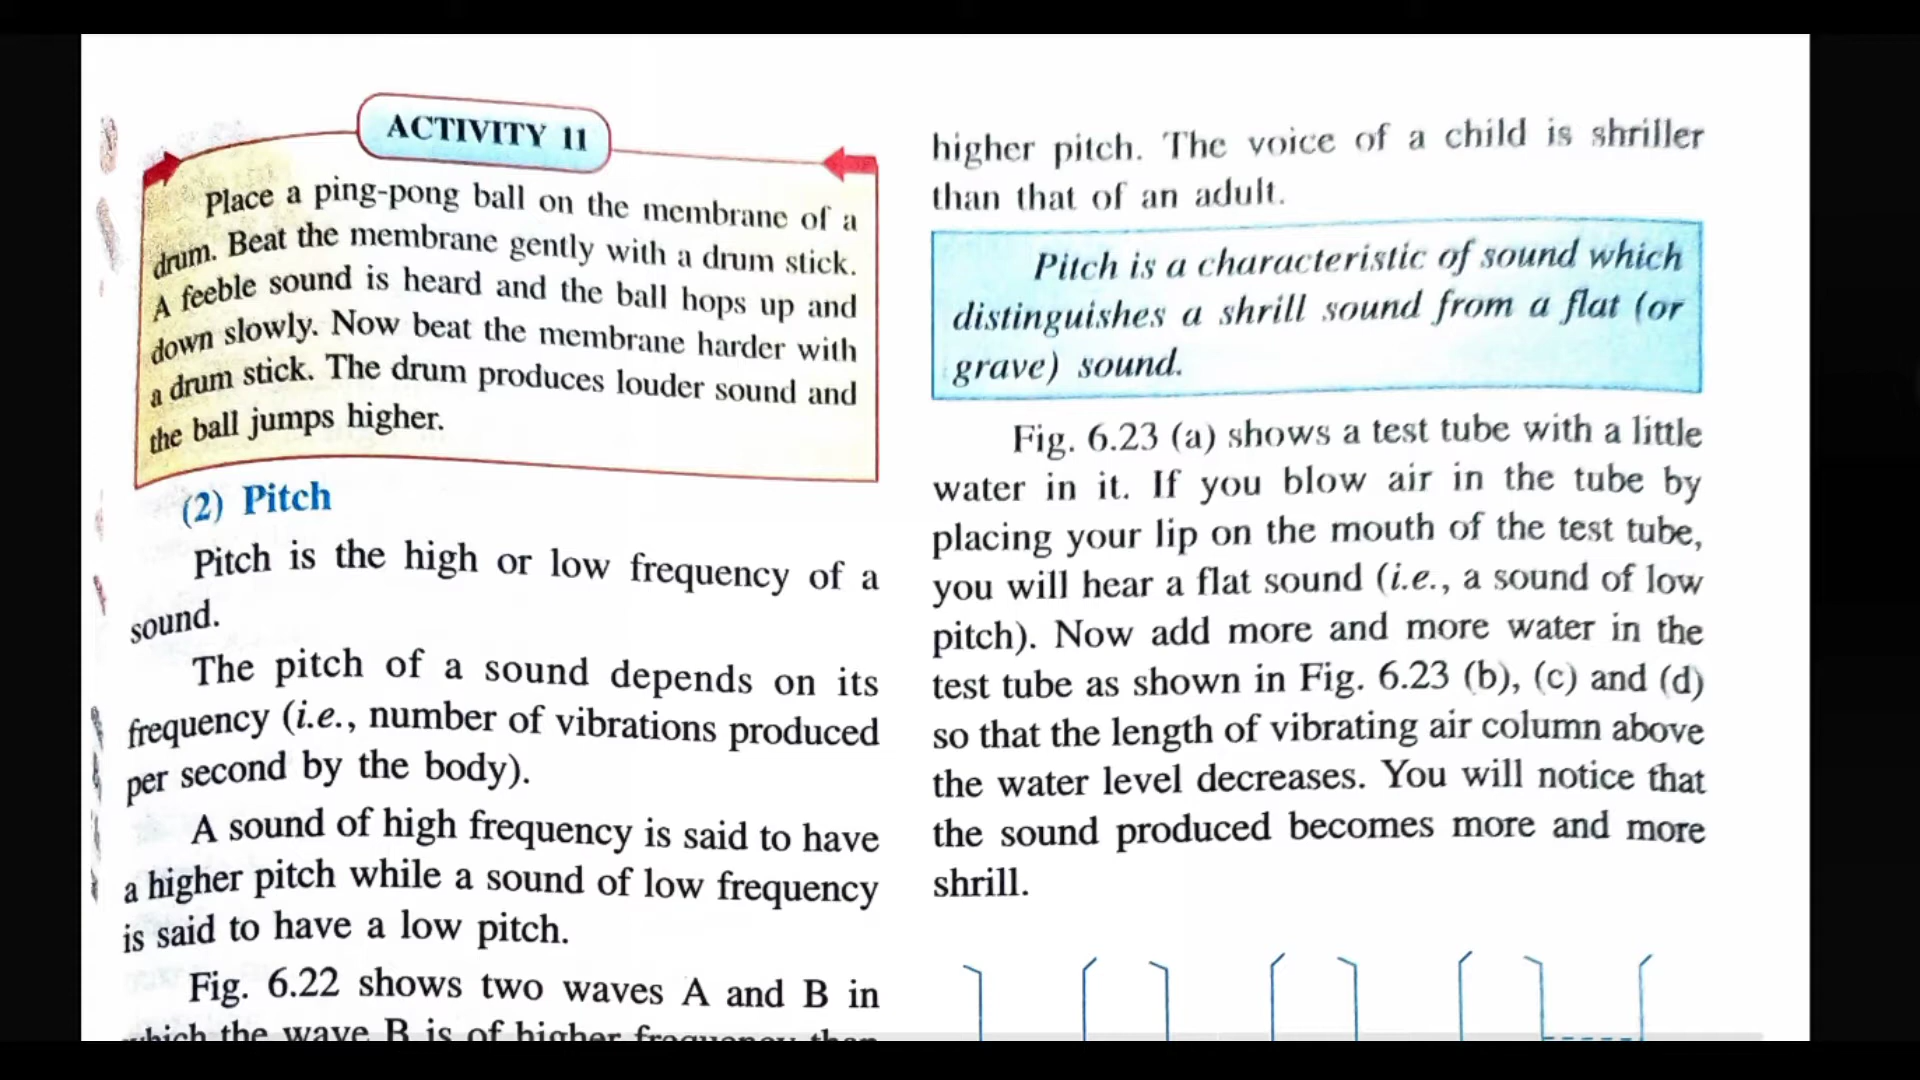 ACTIVITY 11
Place a ping-pong ball on the membrane of a
drum. Beat the membrane gently with a drum stick.
A feeble sound is heard and the ball hops up and
down slowly. Now beat the membrane harder with
a drum stick. The drum produces louder sound and
the ball jumps higher.
(2) Pitch
Pitch is the high or low frequency of a
sound.
The pitch of a sound depends on its
frequency (i.e., number of vibrations produced
per second by the body).
A sound of high frequency is said to have
a higher pitch while a sound of low frequency
is said to have a low pitch.
Fig. 6.22 shows two waves A and B in
which the wave B is of higher frequency than
higher pitch. The voice of a child is shriller
than that of an adult.
Pitch is a characteristic of sound which
distinguishes a shrill sound from a flat (or
grave) sound.
Fig. 6.23 (a) shows a test tube with a little
water in it. If you blow air in the tube by
placing your lip on the mouth of the test tube,
you will hear a flat sound (i.e., a sound of low
pitch). Now add more and more water in the
test tube as shown in Fig. 6.23 (b), (c) and (d)
so that the length of vibrating air column above
the water level decreases. You will notice that
the sound produced becomes more and more
shrill.